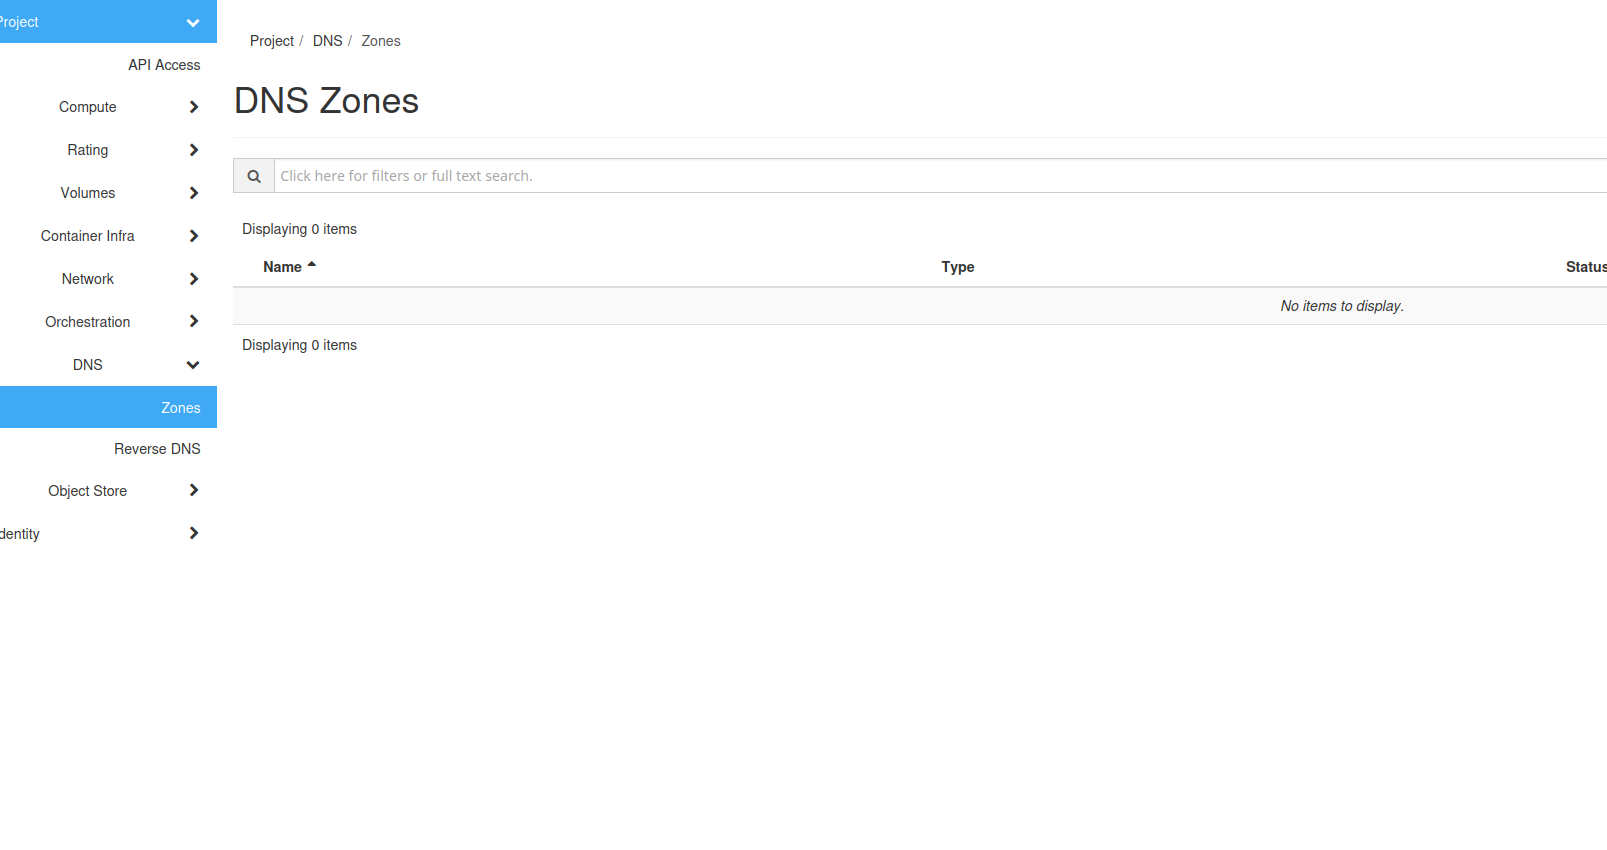 Project
API Access
Compute
Rating
Volumes
Container Infra
Network
Orchestration
DNS
Zones
Reverse DNS
Object Store
dentity
Project / DNS / Zones
DNS Zones
Click here for filters or full text search.
Displaying 0 items
Name Type Status
No items to display.
Displaying 0 items